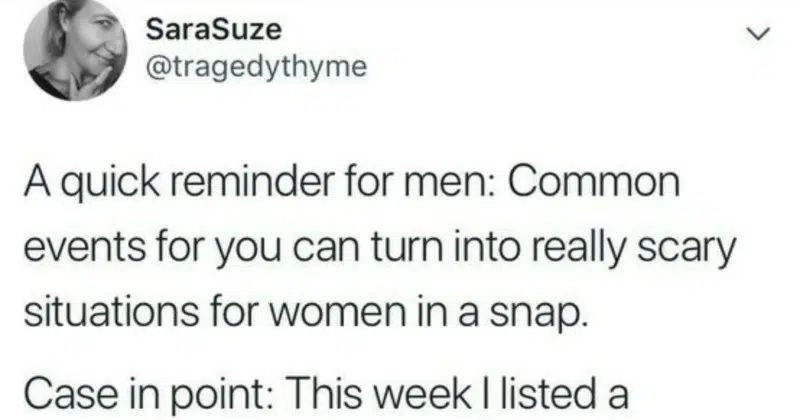 SaraSuze
@tragedythyme
A quick reminder for men: Common
events for you can turn into really scary
situations for women in a snap.
Case in point: This week I listed a